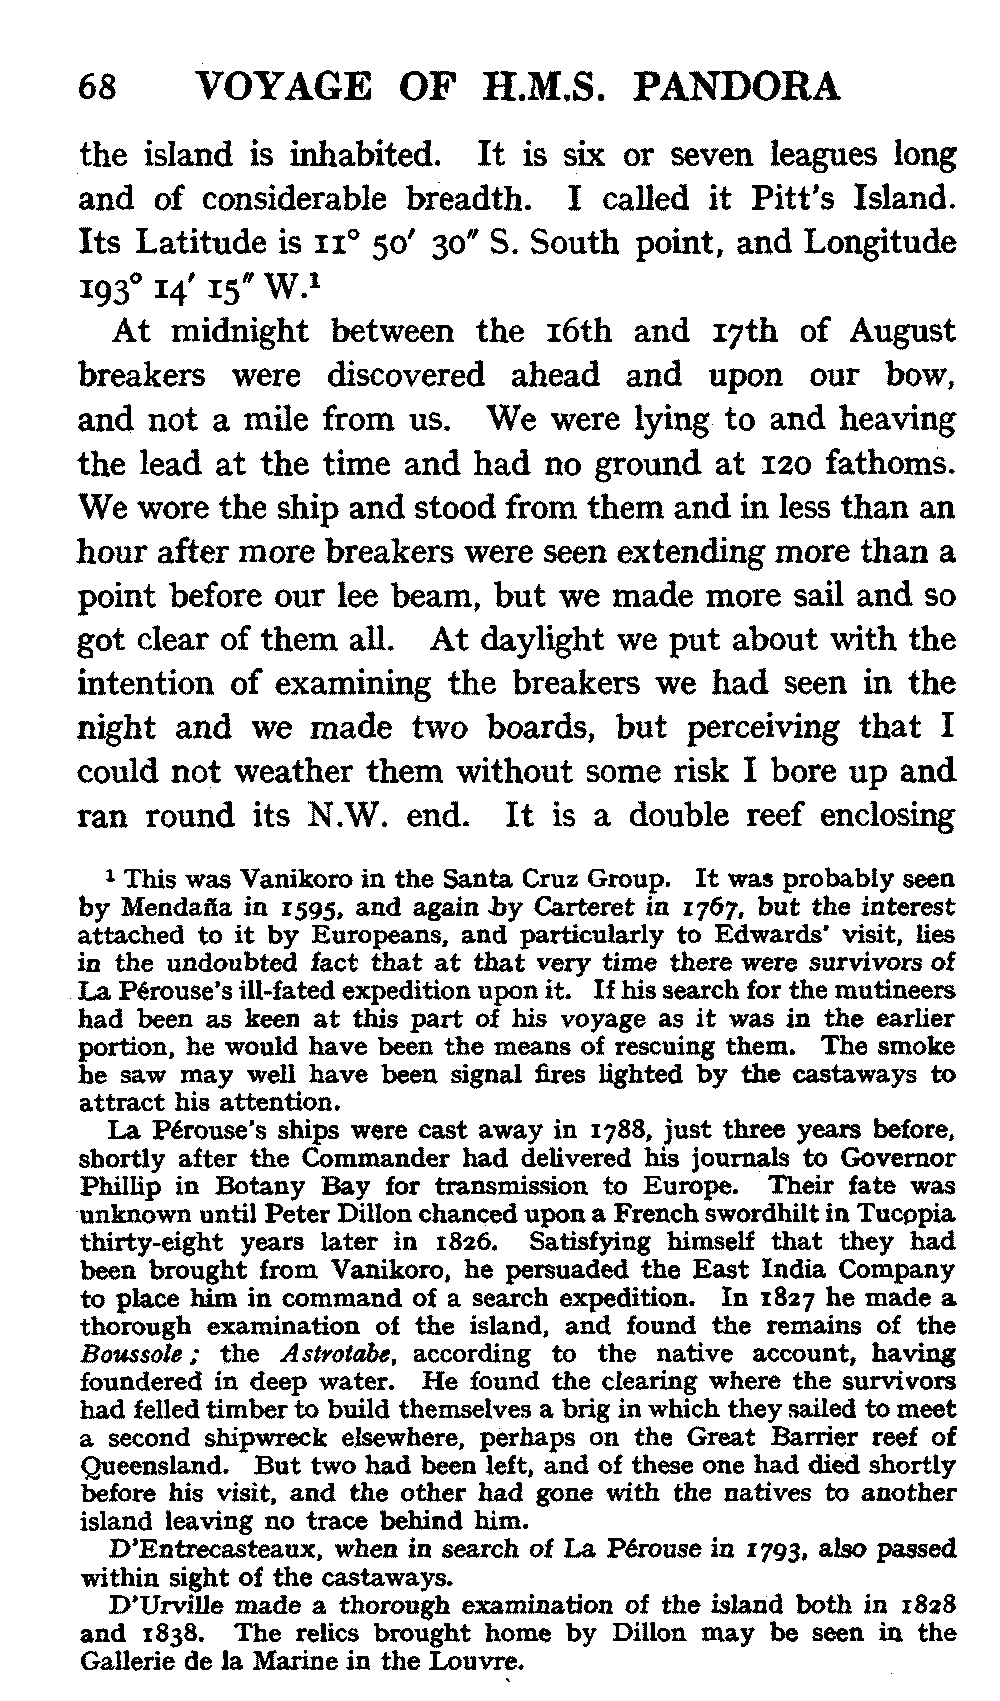 68 VOYAGE OF H.M.S. PANDORA
the island is inhabited. It is six or seven leagues long
and of considerable breadth. I called it Pitt's Island.
Its Latitude is 11° 50′ 30″ S. South point, and Longitude
193° 14′ 15″ W.¹
At midnight between the 16th and 17th of August
breakers were discovered ahead and upon our bow,
and not a mile from us. We were lying to and heaving
the lead at the time and had no ground at 120 fathoms.
We wore the ship and stood from them and in less than an
hour after more breakers were seen extending more than a
point before our lee beam, but we made more sail and so
got clear of them all. At daylight we put about with the
intention of examining the breakers we had seen in the
night and we made two boards, but perceiving that I
could not weather them without some risk I bore up and
ran round its N.W. end. It is a double reef enclosing
¹ This was Vanikoro in the Santa Cruz Group. It was probably seen
by Mendaña in 1595, and again by Carteret in 1767, but the interest
attached to it by Europeans, and particularly to Edwards' visit, lies
in the undoubted fact that at that very time there were survivors of
La Pérouse's ill-fated expedition upon it. If his search for the mutineers
had been as keen at this part of his voyage as it was in the earlier
portion, he would have been the means of rescuing them. The smoke
he saw may well have been signal fires lighted by the castaways to
attract his attention.
La Pérouse's ships were cast away in 1788, just three years before,
shortly after the Commander had delivered his journals to Governor
Phillip in Botany Bay for transmission to Europe. Their fate was
unknown until Peter Dillon chanced upon a French swordhilt in Tucopia
thirty-eight years later in 1826. Satisfying himself that they had
been brought from Vanikoro, he persuaded the East India Company
to place him in command of a search expedition. In 1827 he made a
thorough examination of the island, and found the remains of the
Boussole; the Astrolabe, according to the native account, having
foundered in deep water. He found the clearing where the survivors
had felled timber to build themselves a brig in which they sailed to meet
a second shipwreck elsewhere, perhaps on the Great Barrier reef of
Queensland. But two had been left, and of these one had died shortly
before his visit, and the other had gone with the natives to another
island leaving no trace behind him.
D'Entrecasteaux, when in search of La Pérouse in 1793, also passed
within sight of the castaways.
D'Urville made a thorough examination of the island both in 1828
and 1838. The relics brought home by Dillon may be seen in the
Gallerie de la Marine in the Louvre.